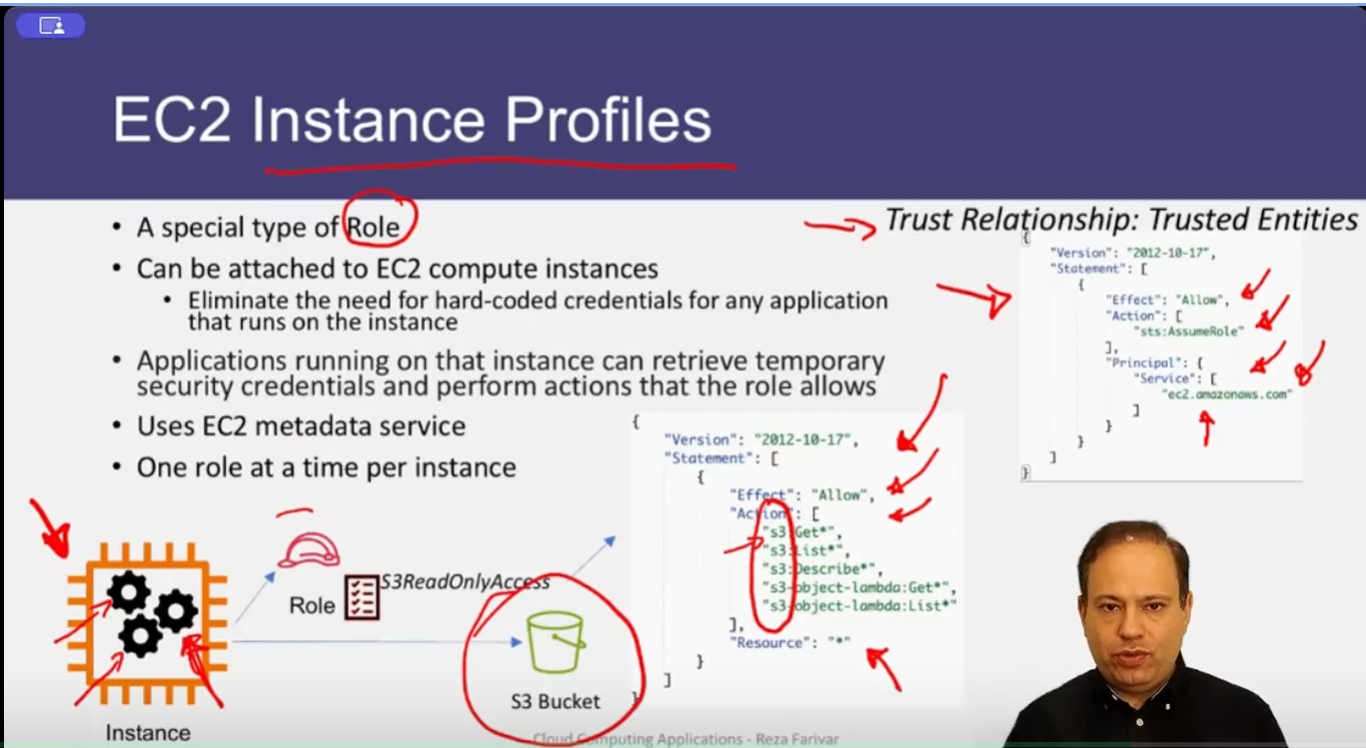 EC2 Instance Profiles
• A special type of Role
• Can be attached to EC2 compute instances
• Eliminate the need for hard-coded credentials for any application
that runs on the instance
• Applications running on that instance can retrieve temporary
security credentials and perform actions that the role allows
• Uses EC2 metadata service
• One role at a time per instance
Trust Relationship: Trusted Entities
{
"Version": "2012-10-17",
"Statement": [
{
"Effect": "Allow",
"Action": [
"sts:AssumeRole"
],
"Principal": {
"Service": [
"ec2.amazonaws.com"
]
}
}
]
}
{
"Version": "2012-10-17",
"Statement": [
{
"Effect": "Allow",
"Action": [
"s3:Get*",
"s3:List*",
"s3:Describe*",
"s3-object-lambda:Get*",
"s3-object-lambda:List*"
],
"Resource": "*"
}
]
}
Role
S3ReadOnlyAccess
S3 Bucket
Instance
Cloud Computing Applications - Reza Farivar